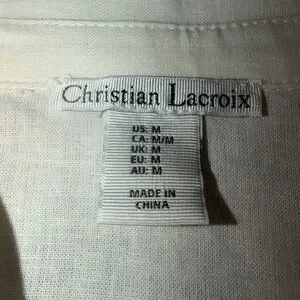 Christian Lacroix
US: M
CA: M/M
UK: M
EU: M
AU: M
MADE IN
CHINA